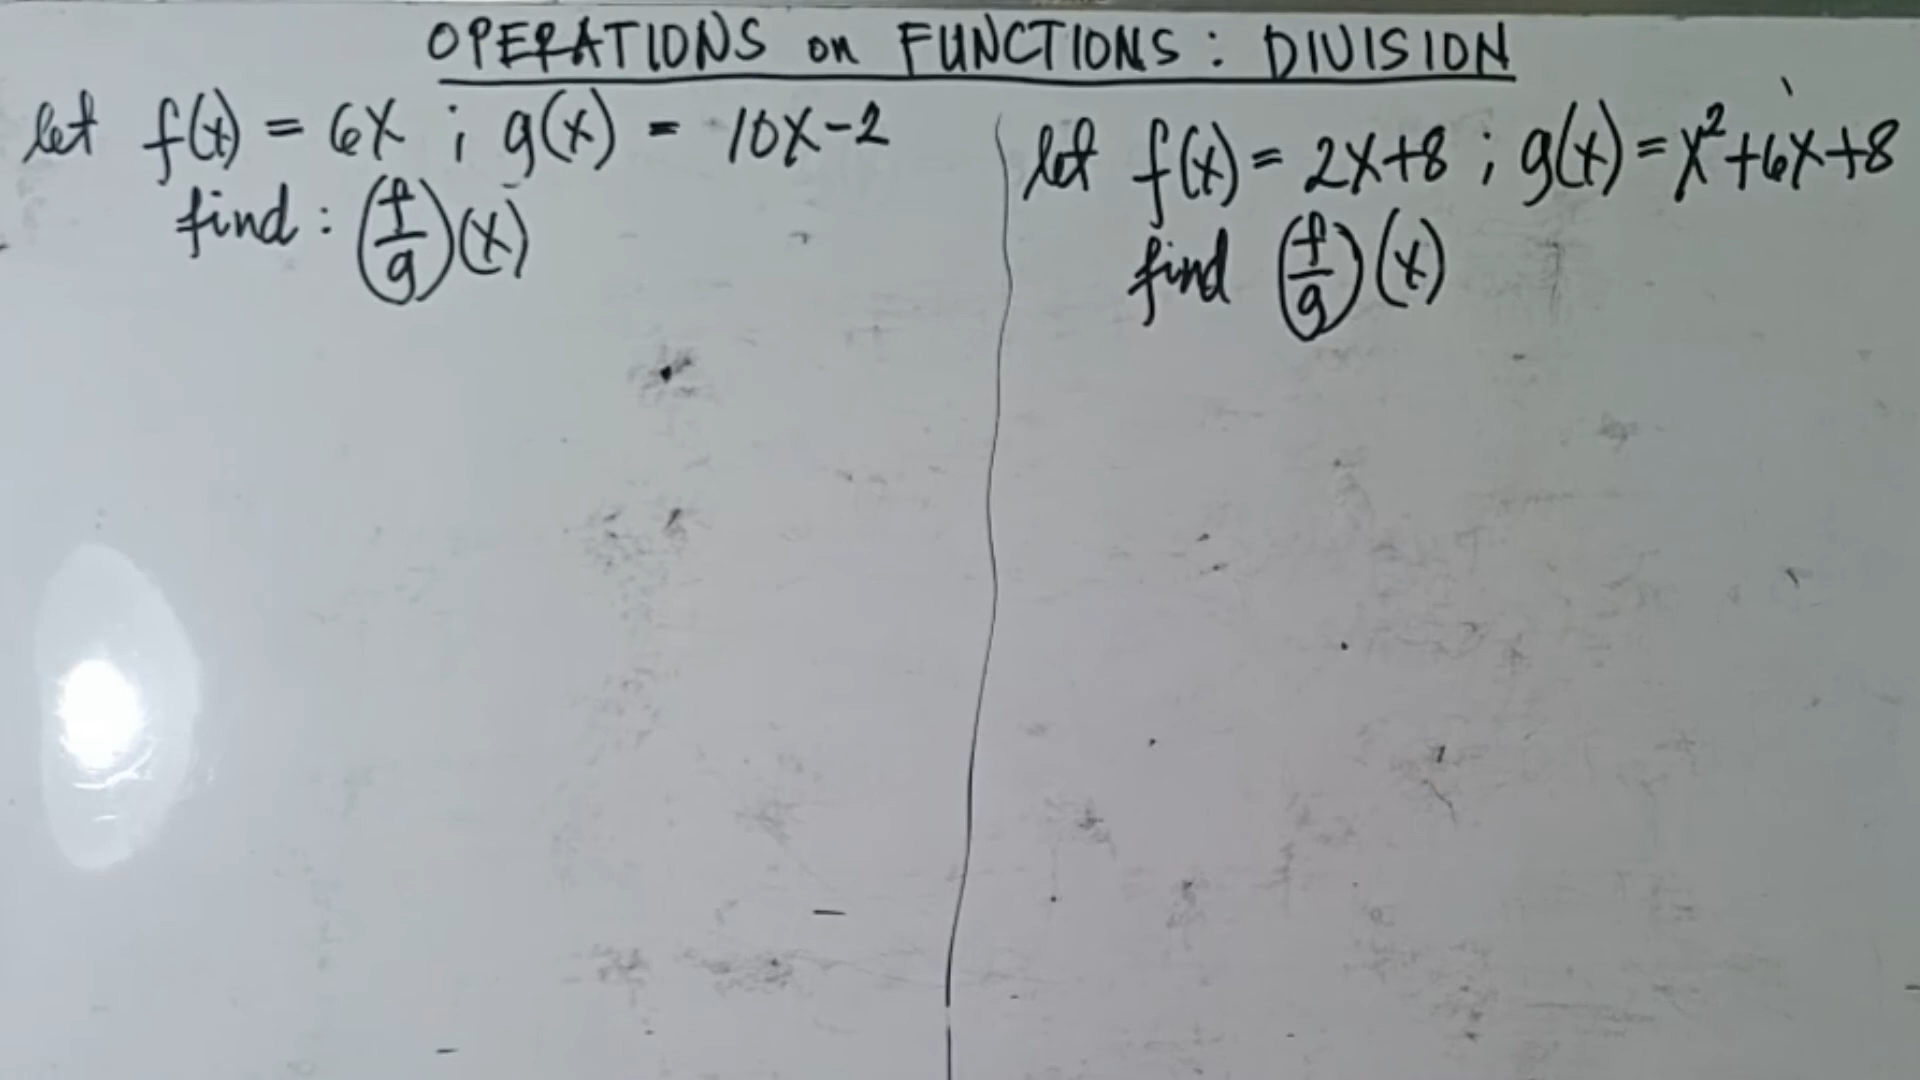 OPERATIONS on FUNCTIONS : DIVISION
let f(x) = 6x ; g(x) = 10x-2
find : (f/g)(x)
let f(x) = 2x+8 ; g(x) = x²+6x+8
find (f/g)(x)